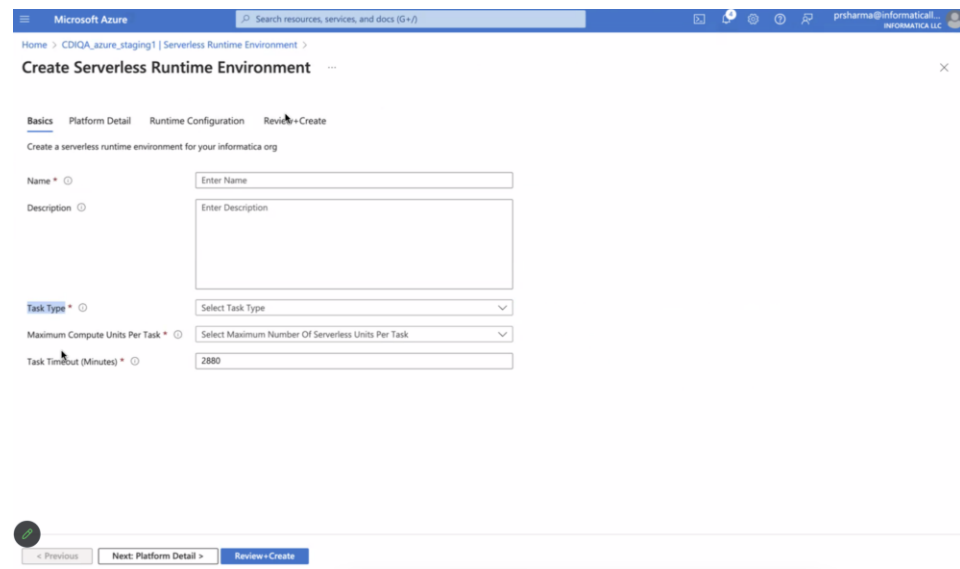 Microsoft Azure
Search resources, services, and docs (G+/)
4
prsharma@informaticall...
INFORMATICA LLC
Home > CDIQA_azure_staging1 | Serverless Runtime Environment >
Create Serverless Runtime Environment ...
Basics Platform Detail Runtime Configuration Review+Create
Create a serverless runtime environment for your informatica org
Name * Enter Name
Description Enter Description
Task Type * Select Task Type
Maximum Compute Units Per Task * Select Maximum Number Of Serverless Units Per Task
Task Timeout (Minutes) * 2880
< Previous Next: Platform Detail > Review+Create